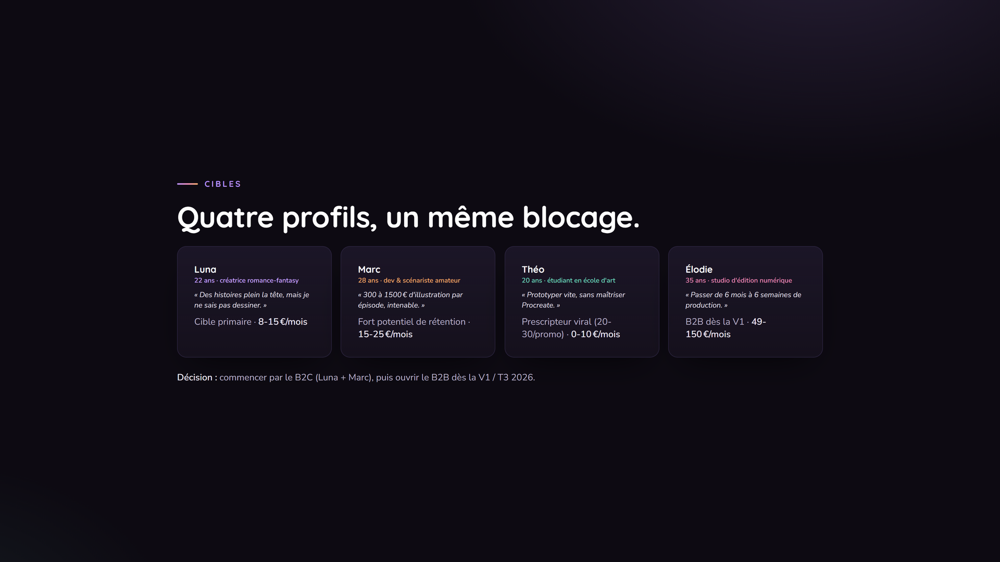 CIBLES
Quatre profils, un même blocage.
Luna
22 ans · créatrice romance-fantasy
« Des histoires plein la tête, mais je
ne sais pas dessiner. »
Cible primaire · 8-15 €/mois
Marc
28 ans · dev & scénariste amateur
« 300 à 1500 € d'illustration par
épisode, intenable. »
Fort potentiel de rétention ·
15-25 €/mois
Théo
20 ans · étudiant en école d'art
« Prototyper vite, sans maîtriser
Procreate. »
Prescripteur viral (20-
30/promo) · 0-10 €/mois
Élodie
35 ans · studio d'édition numérique
« Passer de 6 mois à 6 semaines de
production. »
B2B dès la V1 · 49-
150 €/mois
Décision : commencer par le B2C (Luna + Marc), puis ouvrir le B2B dès la V1 / T3 2026.